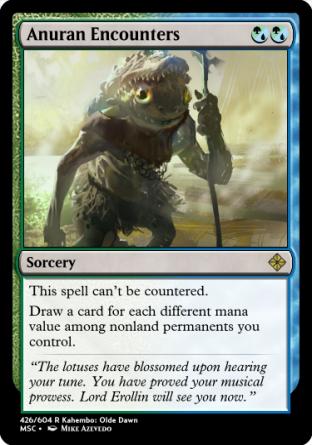 Anuran Encounters
Sorcery
This spell can't be countered.
Draw a card for each different mana
value among nonland permanents you
control.
"The lotuses have blossomed upon hearing
your tune. You have proved your musical
prowess. Lord Erollin will see you now."
426/604 R Kahembo: Olde Dawn
MSC • Mike Azevedo